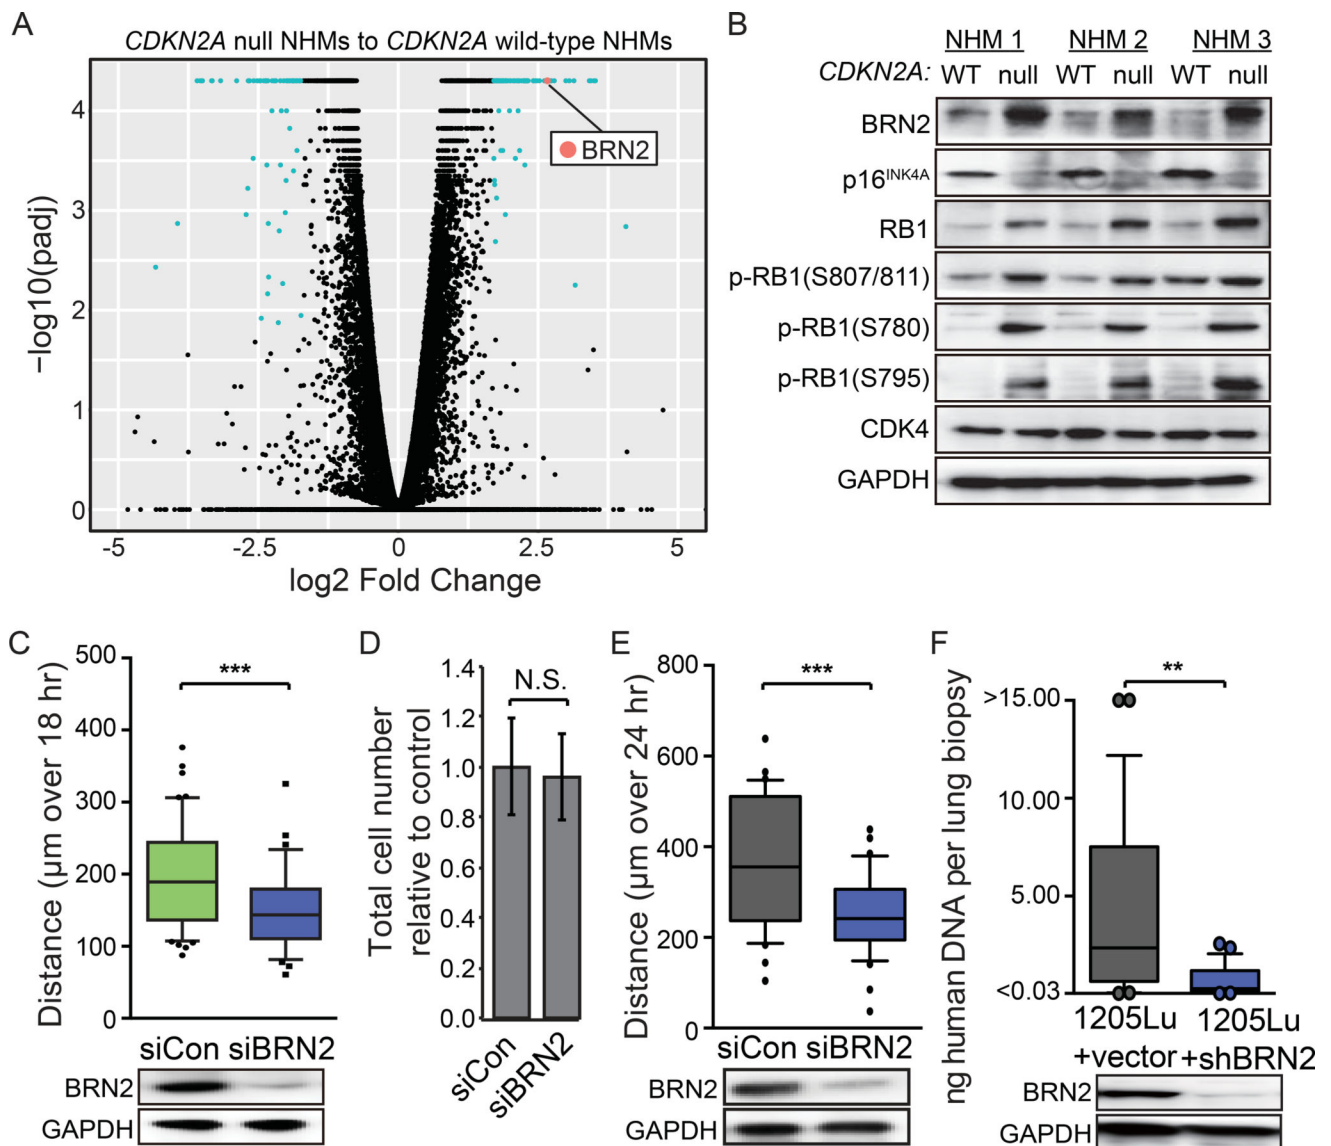 A
CDKN2A null NHMs to CDKN2A wild-type NHMs
−log10(padj)
4
3
2
1
0
BRN2
-5 -2.5 0 2.5 5
log2 Fold Change
B
NHM 1 NHM 2 NHM 3
CDKN2A: WT null WT null WT null
BRN2
p16INK4A
RB1
p-RB1(S807/811)
p-RB1(S780)
p-RB1(S795)
CDK4
GAPDH
C
Distance (µm over 18 hr)
500
400
300
200
100
0
***
siCon siBRN2
BRN2
GAPDH
D
Total cell number
relative to control
1.4
1.2
1.0
0.8
0.6
0.4
0.2
0.0
N.S.
siCon
siBRN2
E
Distance (µm over 24 hr)
800
600
400
200
0
***
siCon siBRN2
BRN2
GAPDH
F
ng human DNA per lung biopsy
>15.00
10.00
5.00
<0.03
**
1205Lu 1205Lu
+vector +shBRN2
BRN2
GAPDH